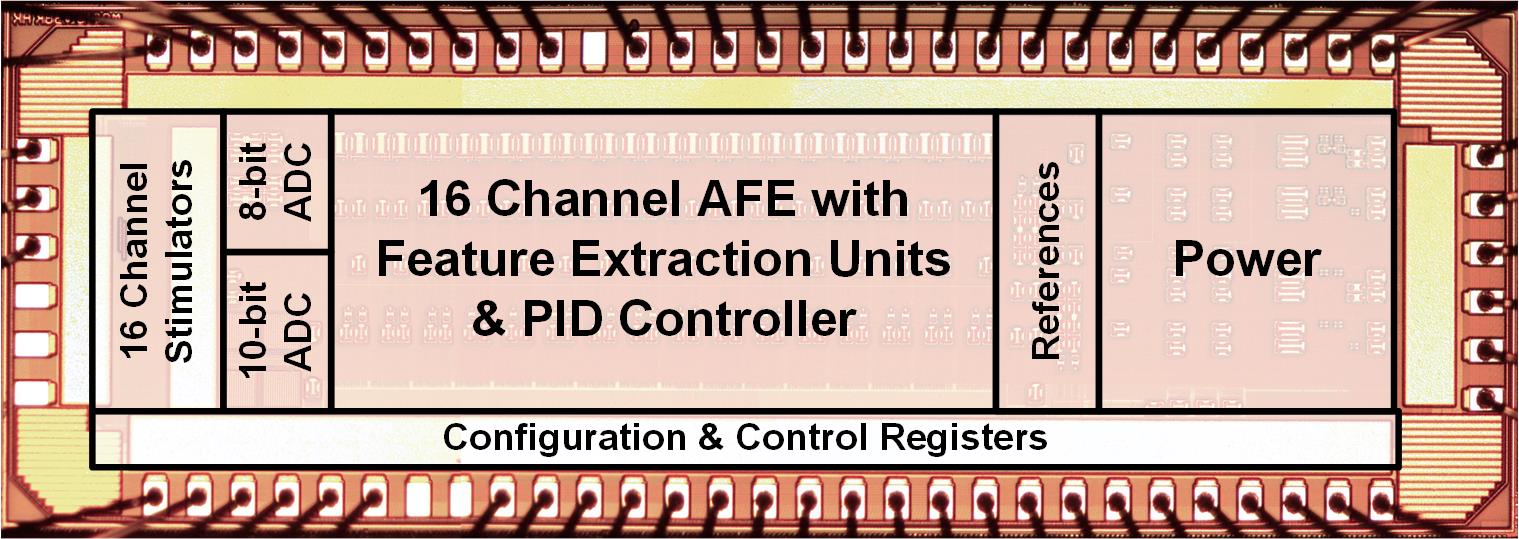 16 Channel
Stimulators
8-bit
ADC
10-bit
ADC
16 Channel AFE with
Feature Extraction Units
& PID Controller
References
Power
Configuration & Control Registers